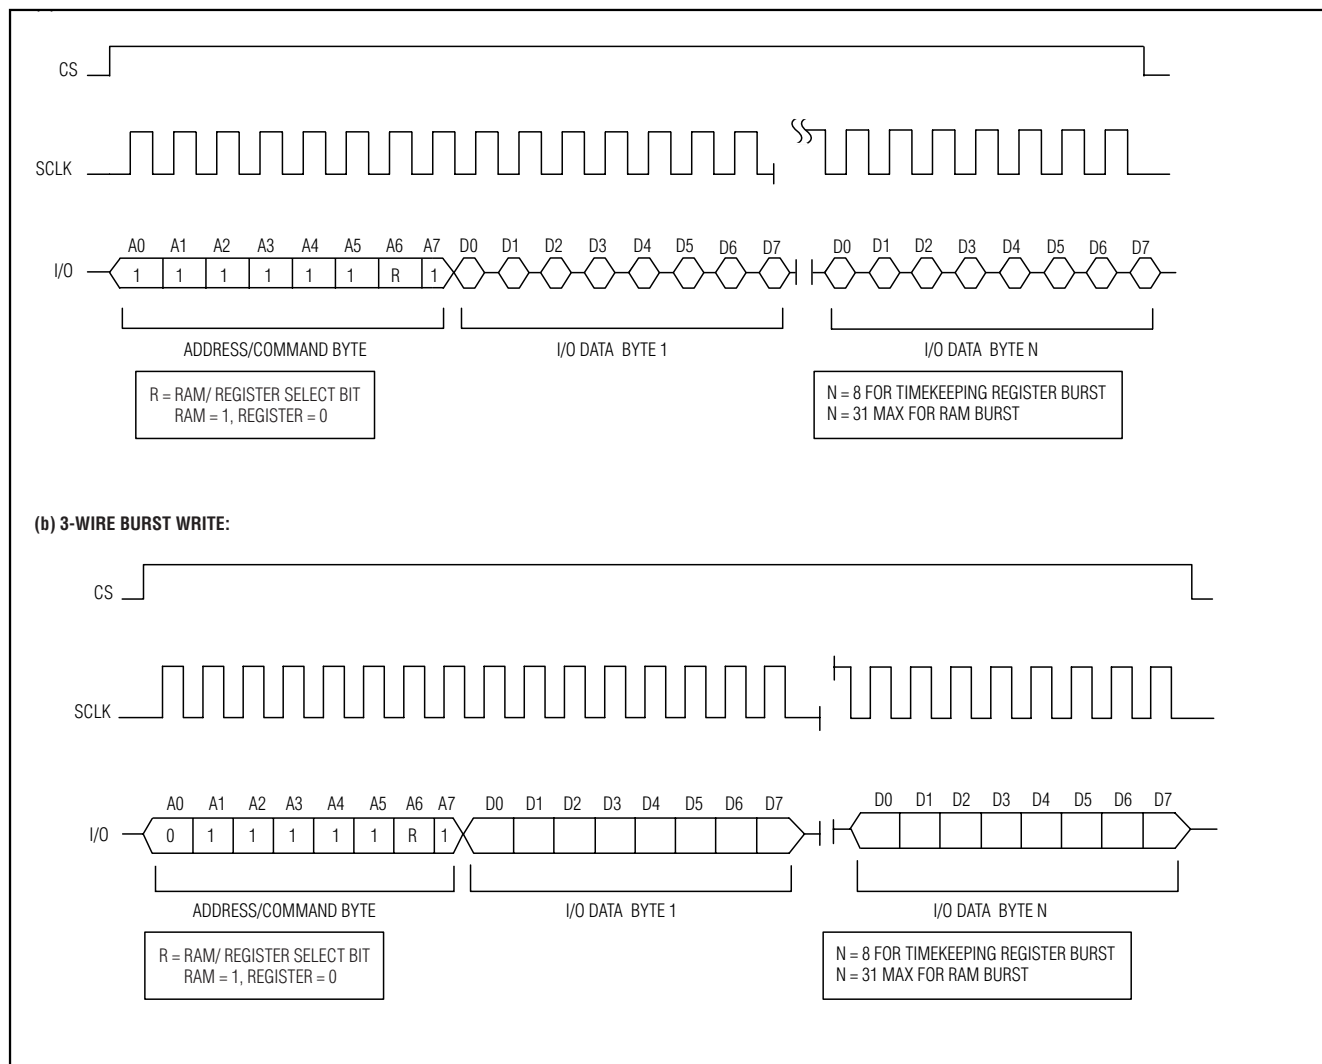 CS
SCLK
A0 A1 A2 A3 A4 A5 A6 A7 D0 D1 D2 D3 D4 D5 D6 D7 D0 D1 D2 D3 D4 D5 D6 D7
I/O 1 1 1 1 1 1 R 1
ADDRESS/COMMAND BYTE I/O DATA BYTE 1 I/O DATA BYTE N
R = RAM/ REGISTER SELECT BIT
RAM = 1, REGISTER = 0
N = 8 FOR TIMEKEEPING REGISTER BURST
N = 31 MAX FOR RAM BURST
(b) 3-WIRE BURST WRITE:
CS
SCLK
A0 A1 A2 A3 A4 A5 A6 A7 D0 D1 D2 D3 D4 D5 D6 D7 D0 D1 D2 D3 D4 D5 D6 D7
I/O 0 1 1 1 1 1 R 1
ADDRESS/COMMAND BYTE I/O DATA BYTE 1 I/O DATA BYTE N
R = RAM/ REGISTER SELECT BIT
RAM = 1, REGISTER = 0
N = 8 FOR TIMEKEEPING REGISTER BURST
N = 31 MAX FOR RAM BURST